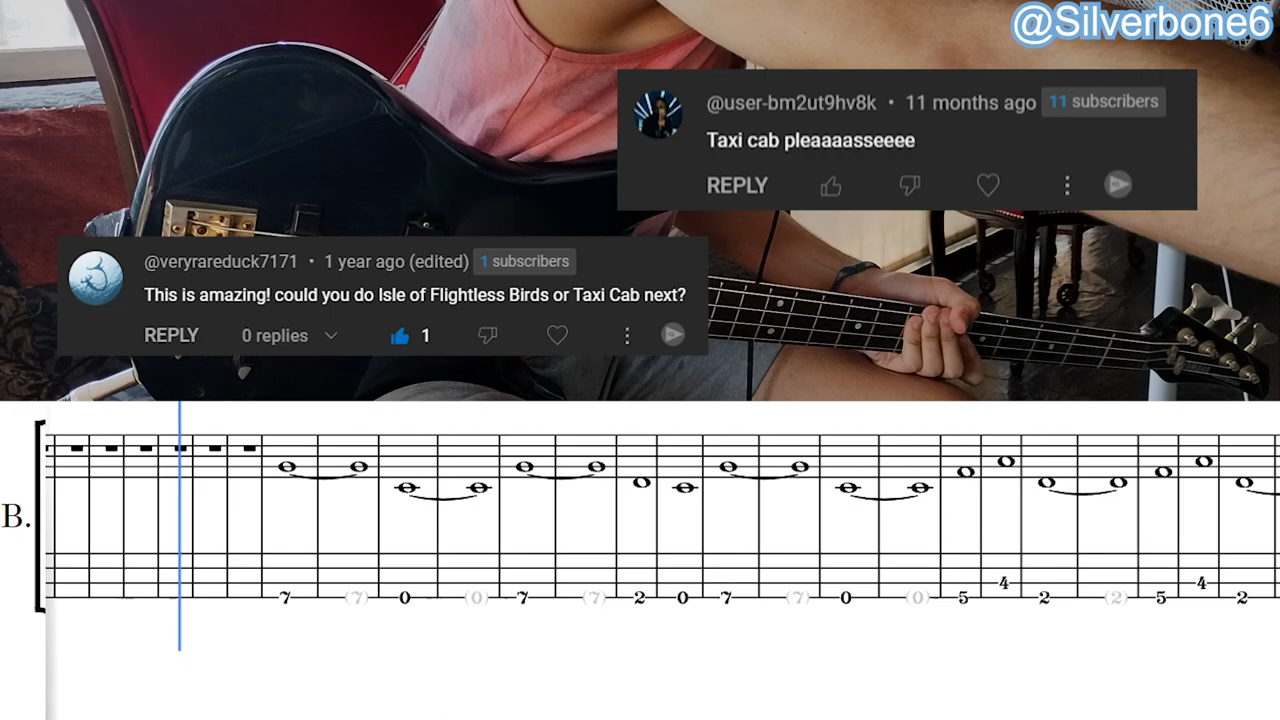 @Silverbone6
@user-bm2ut9hv8k • 11 months ago 11 subscribers
Taxi cab pleaaaasseeee
REPLY
@veryrareduck7171 • 1 year ago (edited) 1 subscribers
This is amazing! could you do Isle of Flightless Birds or Taxi Cab next?
REPLY 0 replies 1
B.
4 4
7 (7) 0 (0) 7 (7) 2 0 7 (7) 0 (0) 5 2 (2) 5 2